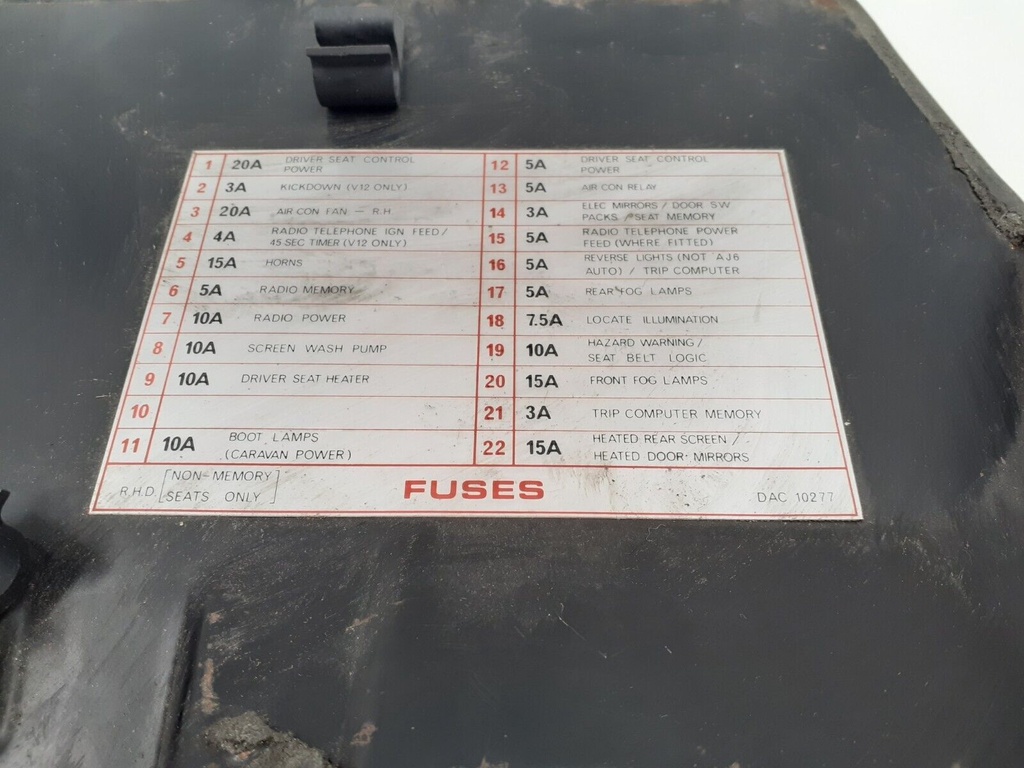 1 20A DRIVER SEAT CONTROL
POWER
2 3A KICKDOWN (V12 ONLY)
3 20A AIR CON FAN – R.H.
4 4A RADIO TELEPHONE IGN FEED/
45 SEC TIMER (V12 ONLY)
5 15A HORNS
6 5A RADIO MEMORY
7 10A RADIO POWER
8 10A SCREEN WASH PUMP
9 10A DRIVER SEAT HEATER
10
11 10A BOOT LAMPS
(CARAVAN POWER)
12 5A DRIVER SEAT CONTROL
POWER
13 5A AIR CON RELAY
14 3A ELEC MIRRORS / DOOR SW
PACKS / SEAT MEMORY
15 5A RADIO TELEPHONE POWER
FEED (WHERE FITTED)
16 5A REVERSE LIGHTS (NOT AJ6
AUTO) / TRIP COMPUTER
17 5A REAR FOG LAMPS
18 7.5A LOCATE ILLUMINATION
19 10A HAZARD WARNING /
SEAT BELT LOGIC
20 15A FRONT FOG LAMPS
21 3A TRIP COMPUTER MEMORY
22 15A HEATED REAR SCREEN /
HEATED DOOR MIRRORS
R.H.D. [NON-MEMORY
SEATS ONLY]
FUSES
DAC 10277